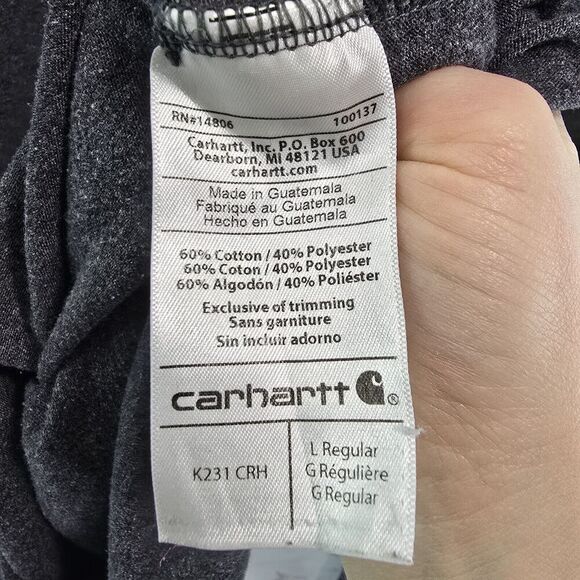 RN#14806 100137
Carhartt, Inc. P.O. Box 600
Dearborn, MI 48121 USA
carhartt.com
Made in Guatemala
Fabriqué au Guatemala
Hecho en Guatemala
60% Cotton / 40% Polyester
60% Coton / 40% Polyester
60% Algodón / 40% Poliéster
Exclusive of trimming
Sans garniture
Sin incluir adorno
carhartt ®
K231 CRH
L Regular
G Régulière
G Regular